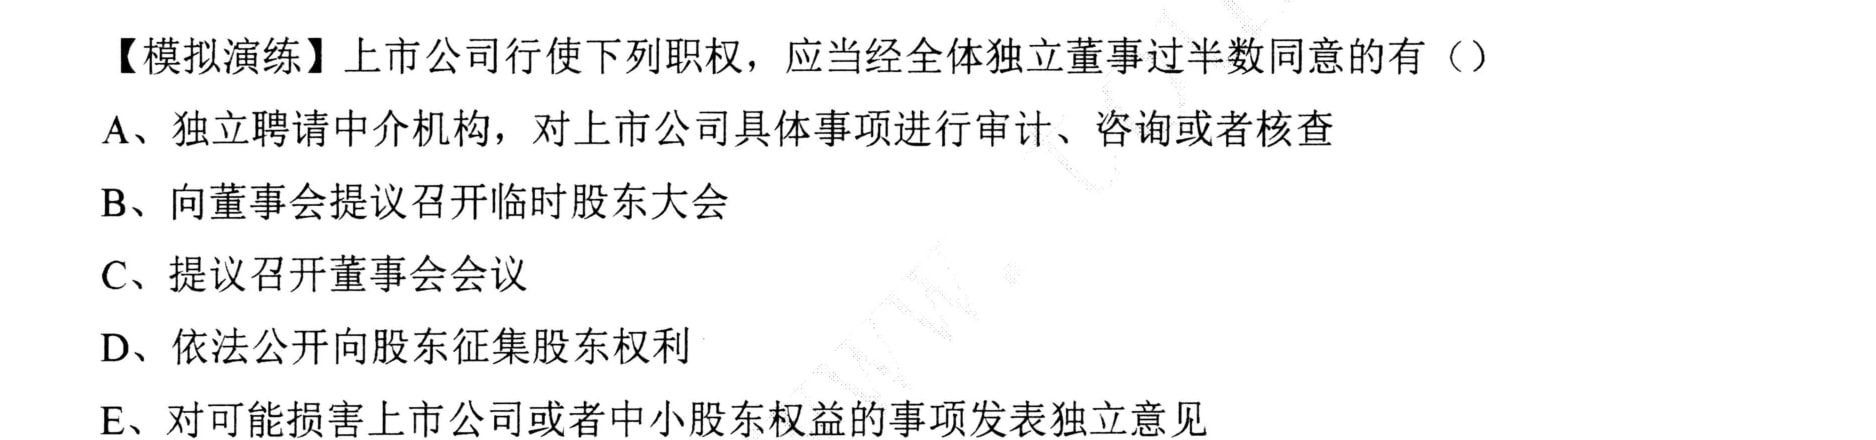 【模拟演练】上市公司行使下列职权，应当经全体独立董事过半数同意的有（）
A、独立聘请中介机构，对上市公司具体事项进行审计、咨询或者核查
B、向董事会提议召开临时股东大会
C、提议召开董事会会议
D、依法公开向股东征集股东权利
E、对可能损害上市公司或者中小股东权益的事项发表独立意见